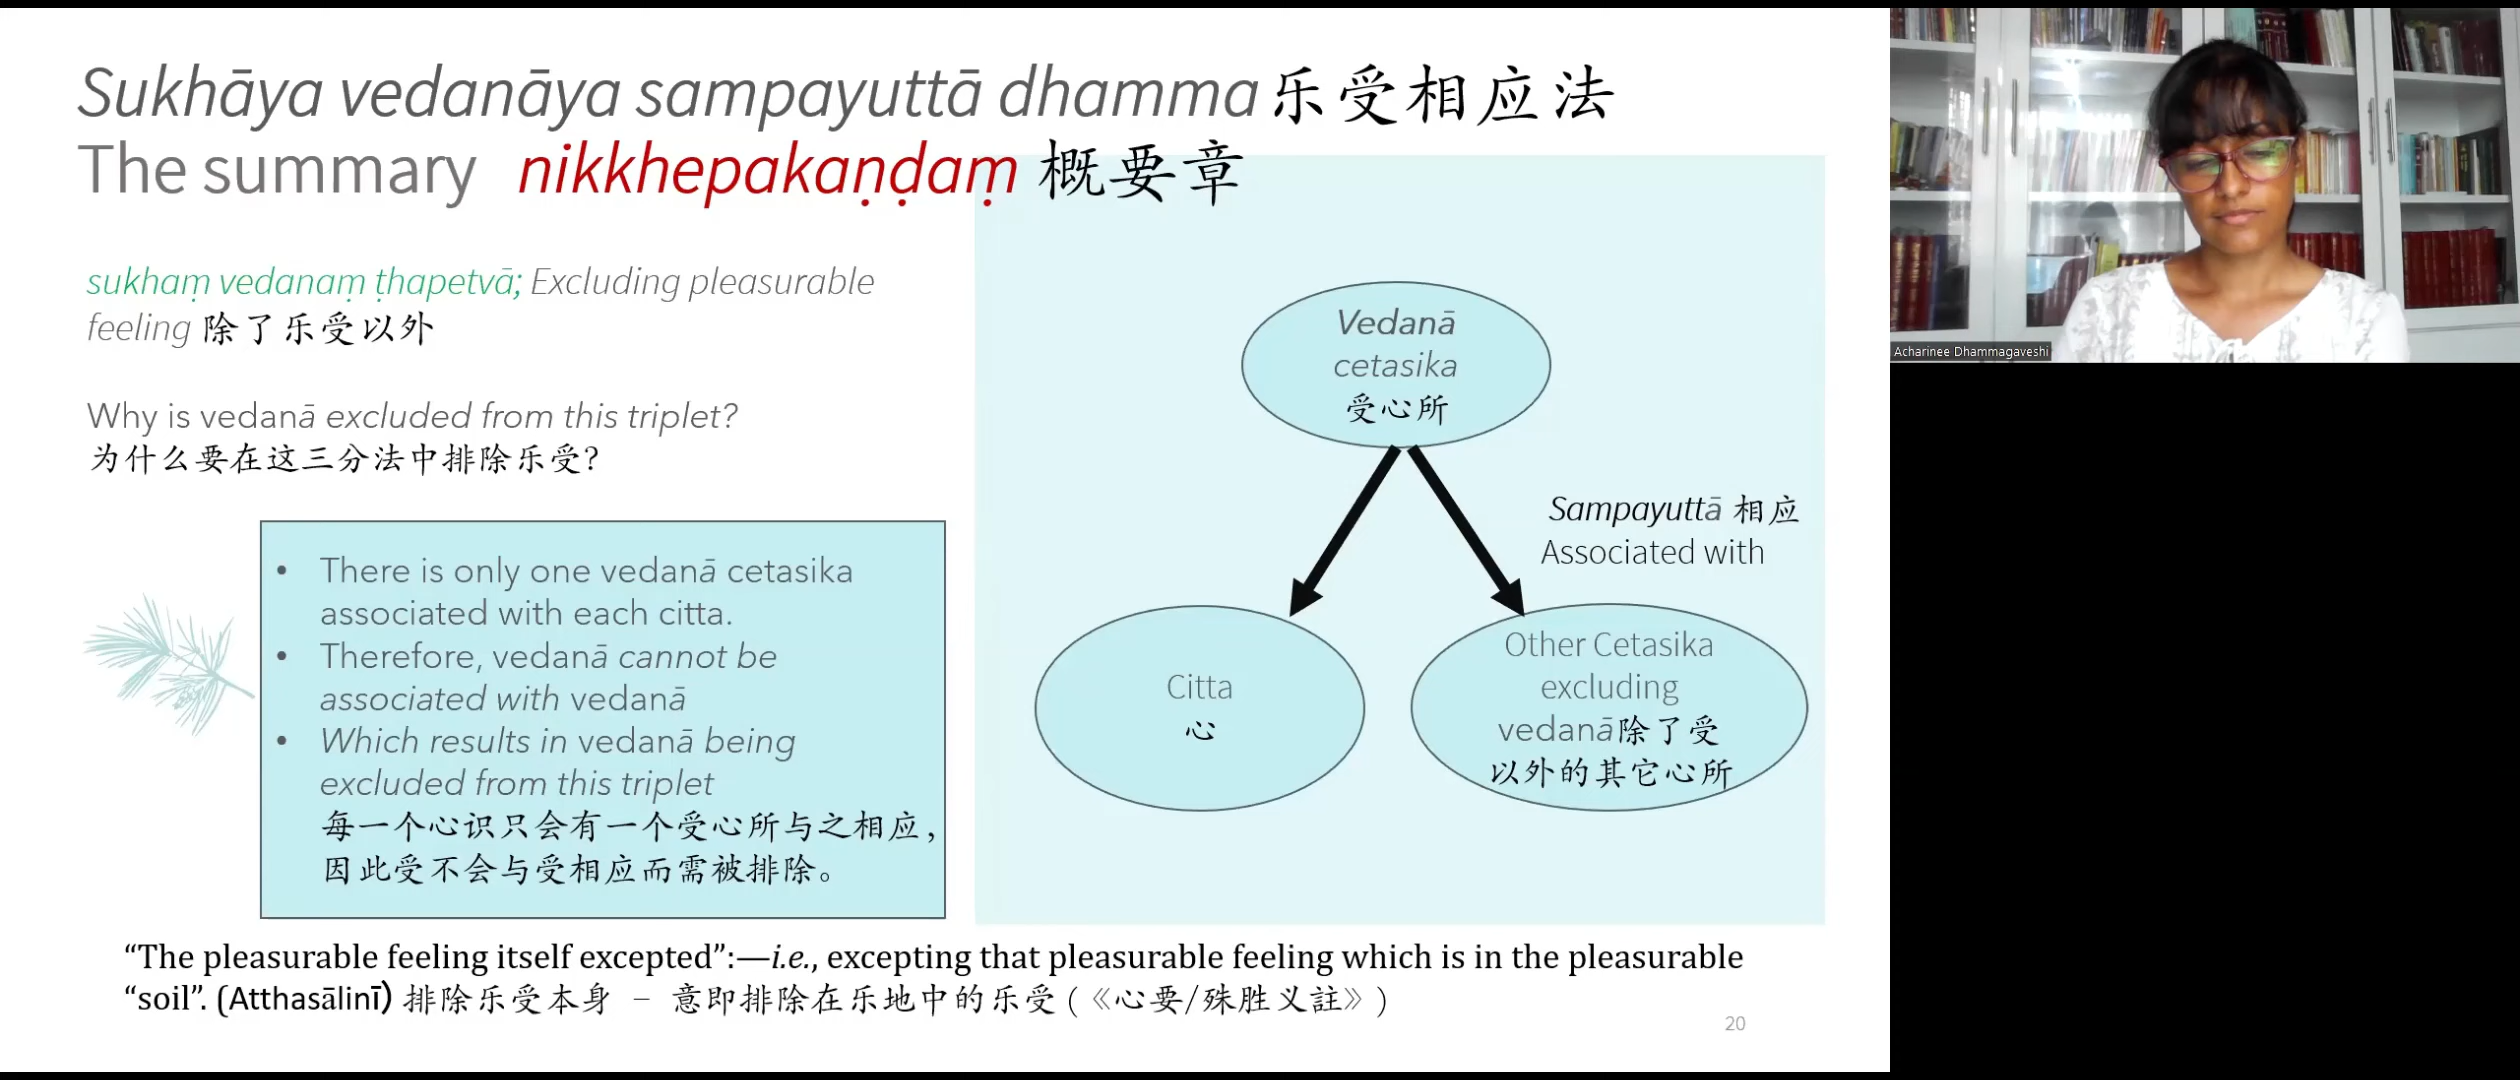 Sukhāya vedanāya sampayuttā dhamma乐受相应法
The summary nikkhepakaṇḍaṃ 概要章
sukhaṃ vedanaṃ ṭhapetvā; Excluding pleasurable
feeling 除了乐受以外
Why is vedanā excluded from this triplet?
为什么要在这三分法中排除乐受?
• There is only one vedanā cetasika
associated with each citta.
• Therefore, vedanā cannot be
associated with vedanā
• Which results in vedanā being
excluded from this triplet
每一个心识只会有一个受心所与之相应，
因此受不会与受相应而需被排除。
Vedanā
cetasika
受心所
Sampayuttā 相应
Associated with
Citta
心
Other Cetasika
excluding
vedanā除了受
以外的其它心所
“The pleasurable feeling itself excepted”:—i.e., excepting that pleasurable feeling which is in the pleasurable
“soil”. (Atthasālinī) 排除乐受本身 – 意即排除在乐地中的乐受 (《心要/殊胜义註》)
20
Acharinee Dhammagaveshi